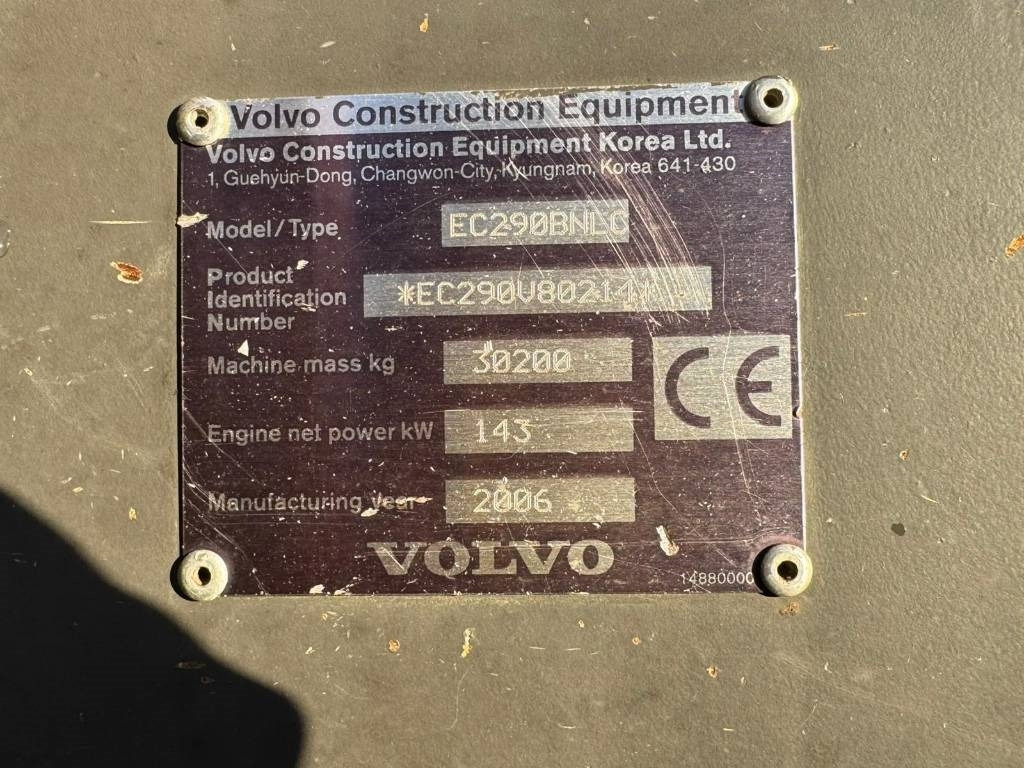 Volvo Construction Equipment
Volvo Construction Equipment Korea Ltd.
1, Guehyun-Dong, Changwon-City, Kyungnam, Korea 641-430
Model/Type EC290BNLC
Product
Identification
Number
*EC290V80214*
Machine mass kg 30200
CE
Engine net power kW 143
Manufacturing year 2006
VOLVO
14880000